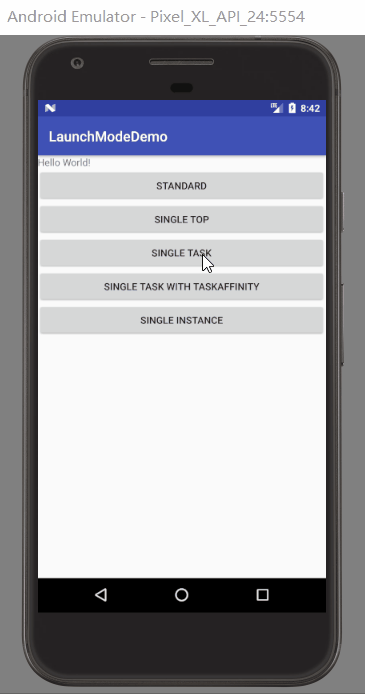 Android Emulator - Pixel_XL_API_24:5554
LTE 8:42
LaunchModeDemo
Hello World!
STANDARD
SINGLE TOP
SINGLE TASK
SINGLE TASK WITH TASKAFFINITY
SINGLE INSTANCE